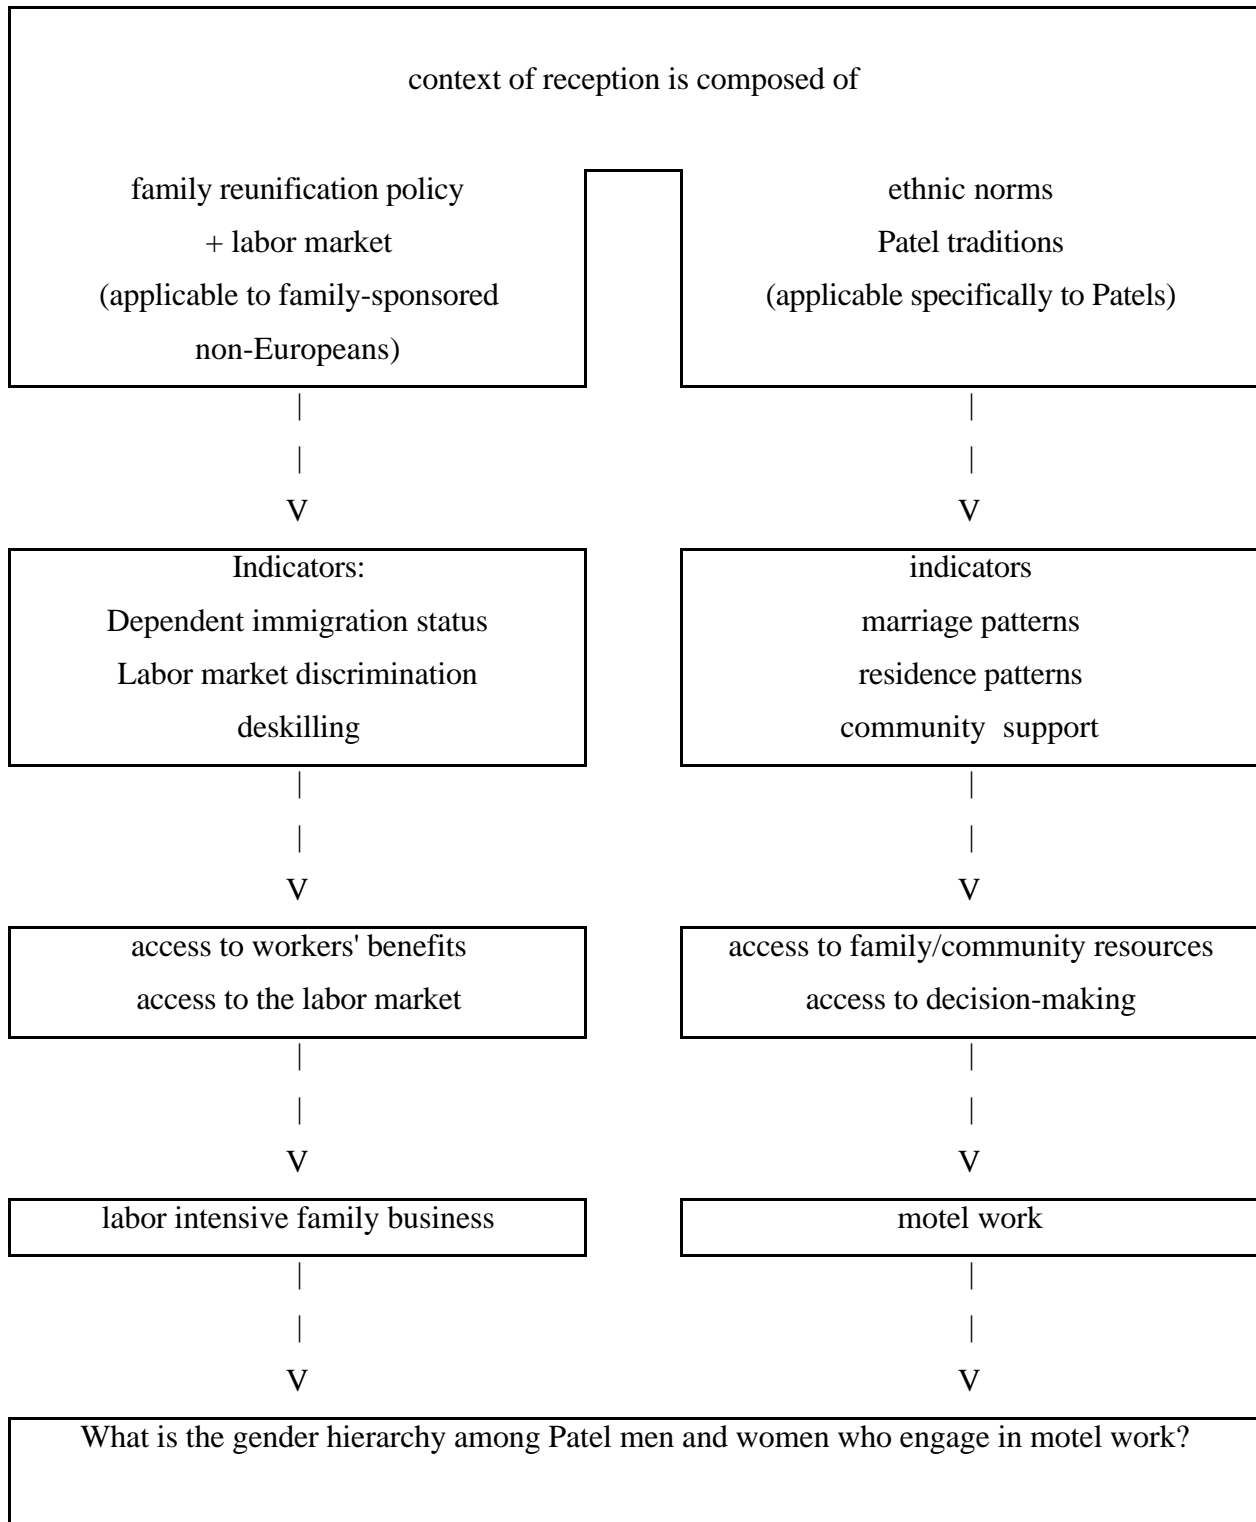 context of reception is composed of
family reunification policy
+ labor market
(applicable to family-sponsored
non-Europeans)
ethnic norms
Patel traditions
(applicable specifically to Patels)
|
|
V
|
|
V
Indicators:
Dependent immigration status
Labor market discrimination
deskilling
indicators
marriage patterns
residence patterns
community support
|
|
V
|
|
V
access to workers' benefits
access to the labor market
access to family/community resources
access to decision-making
|
|
V
|
|
V
labor intensive family business
motel work
|
|
V
|
|
V
What is the gender hierarchy among Patel men and women who engage in motel work?